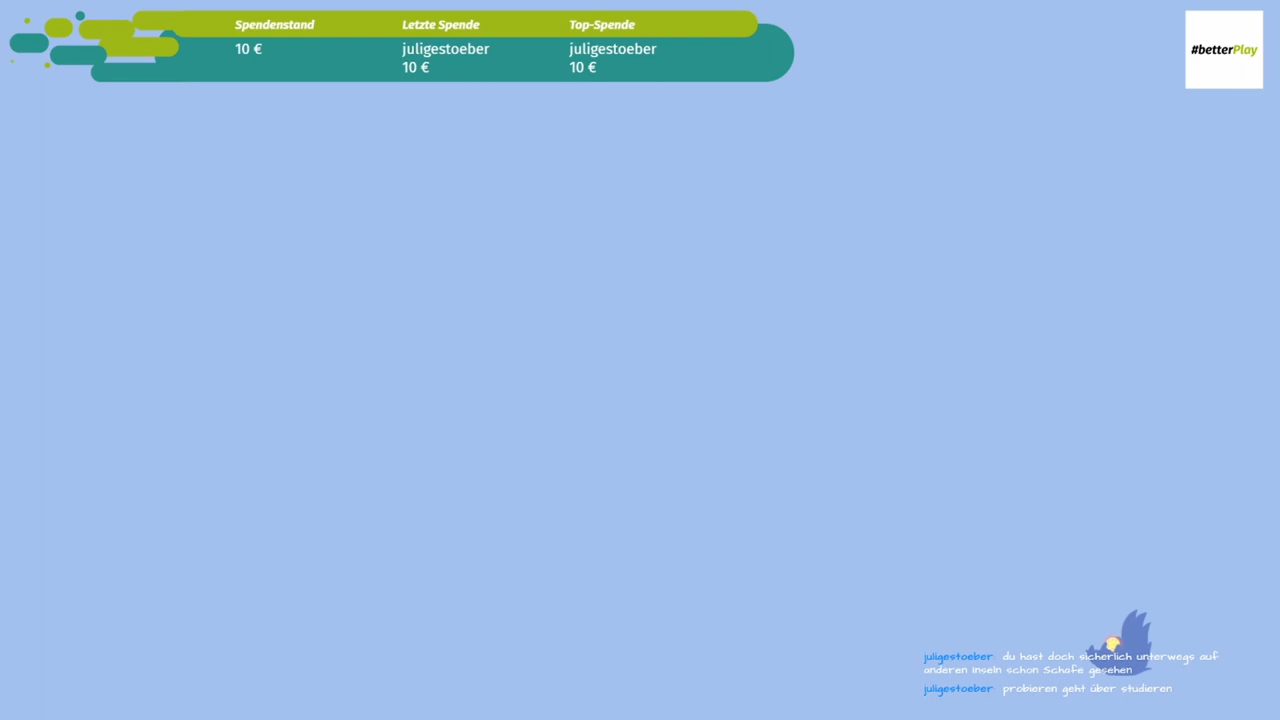 Spendenstand Letzte Spende Top-Spende
10 € juligestoeber juligestoeber
10 € 10 €
#betterPlay
juligestoeber du hast doch sicherlich unterwegs auf
anderen Inseln schon Schafe gesehen
juligestoeber probieren geht über studieren